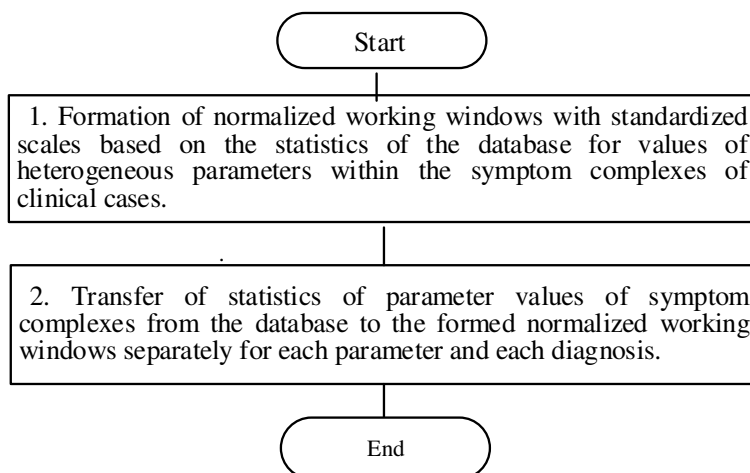 Start
1. Formation of normalized working windows with standardized
scales based on the statistics of the database for values of
heterogeneous parameters within the symptom complexes of
clinical cases.
2. Transfer of statistics of parameter values of symptom
complexes from the database to the formed normalized working
windows separately for each parameter and each diagnosis.
End